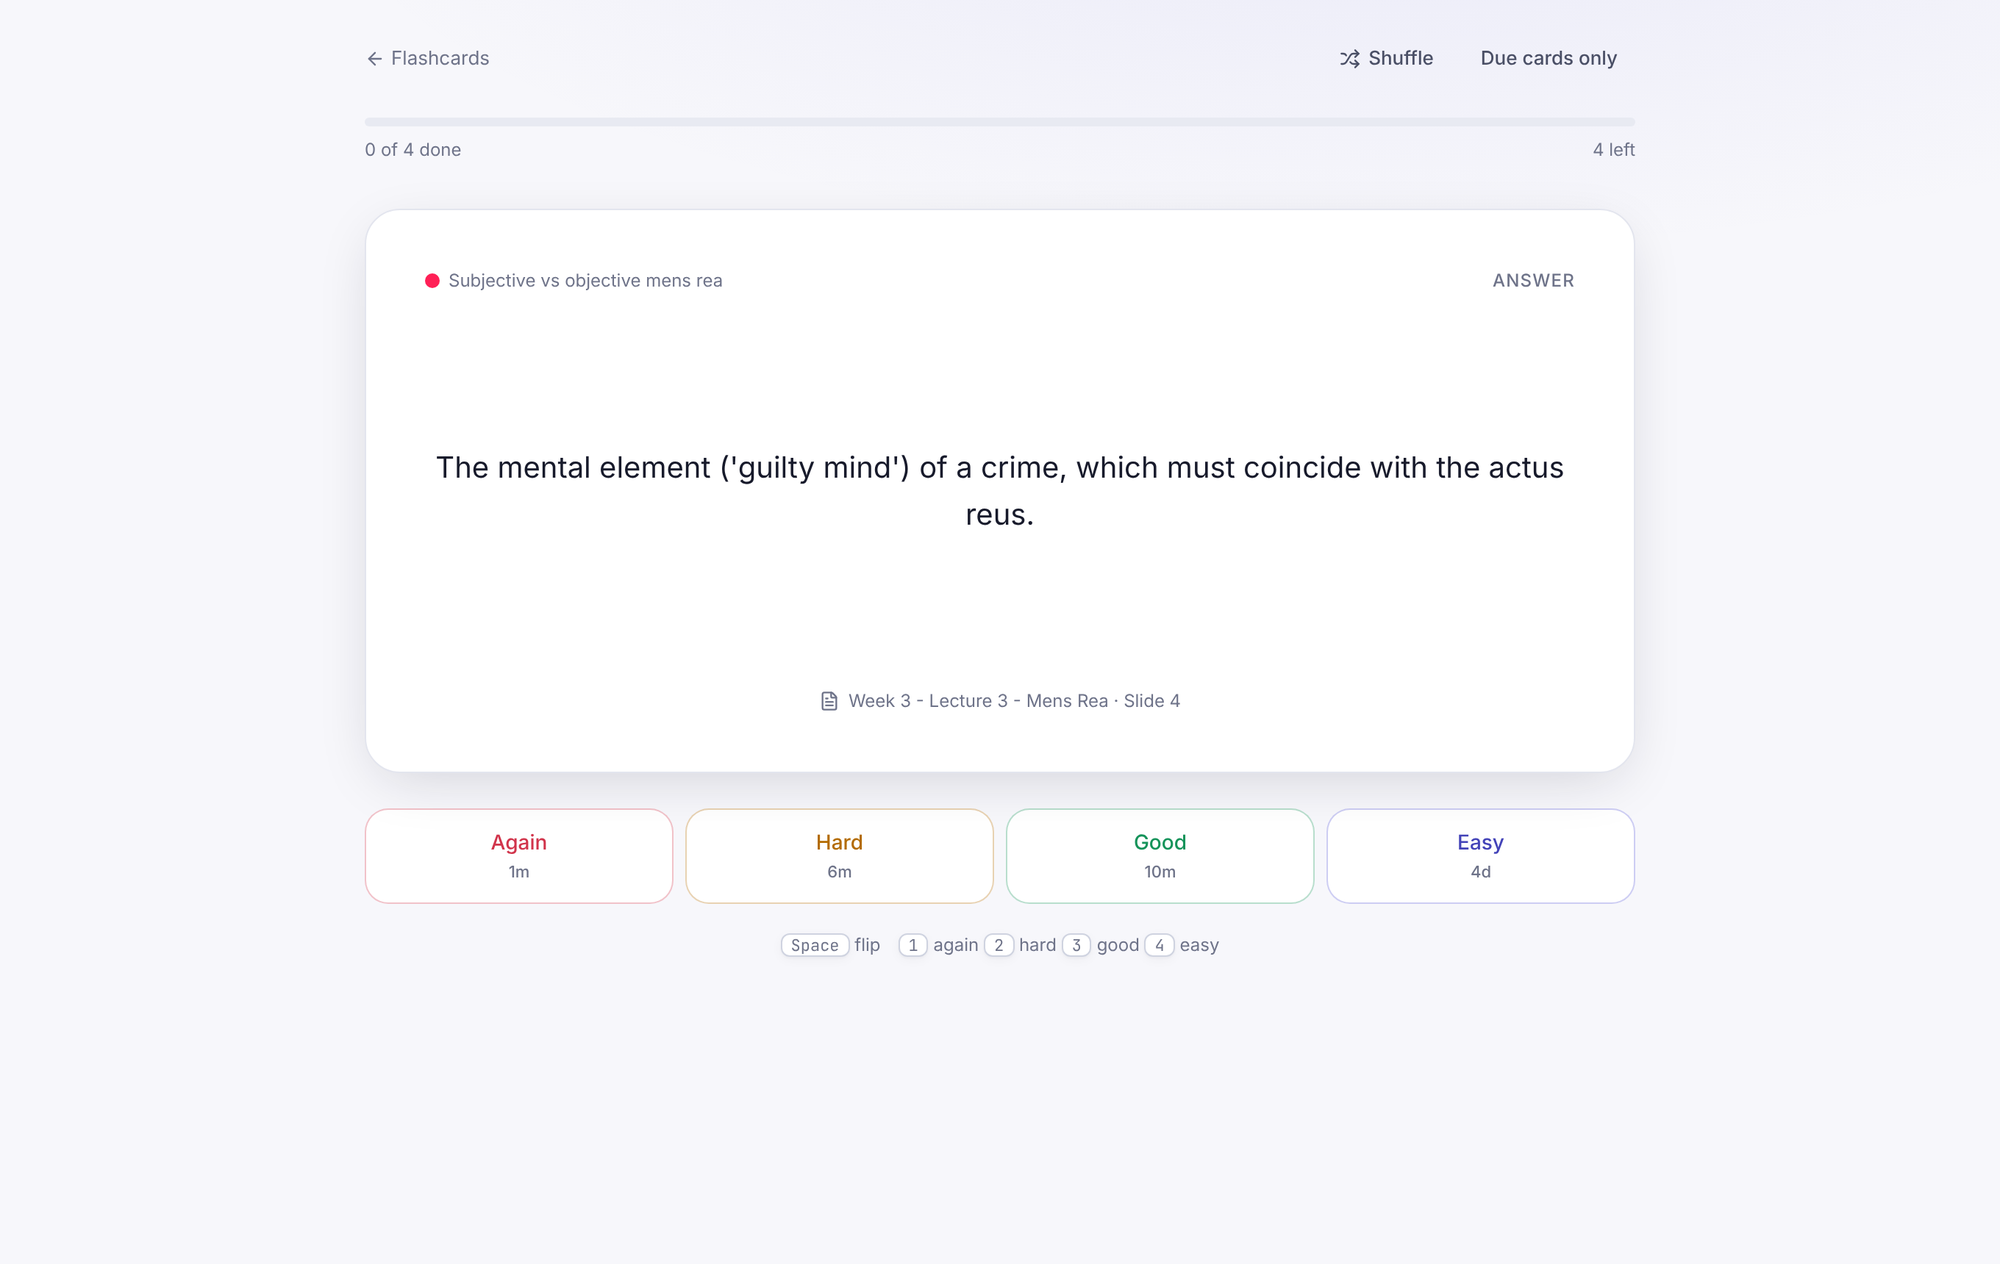 Flashcards
Shuffle
Due cards only
0 of 4 done
4 left
Subjective vs objective mens rea
ANSWER
The mental element ('guilty mind') of a crime, which must coincide with the actus
reus.
Week 3 - Lecture 3 - Mens Rea · Slide 4
Again
1m
Hard
6m
Good
10m
Easy
4d
Space flip 1 again 2 hard 3 good 4 easy